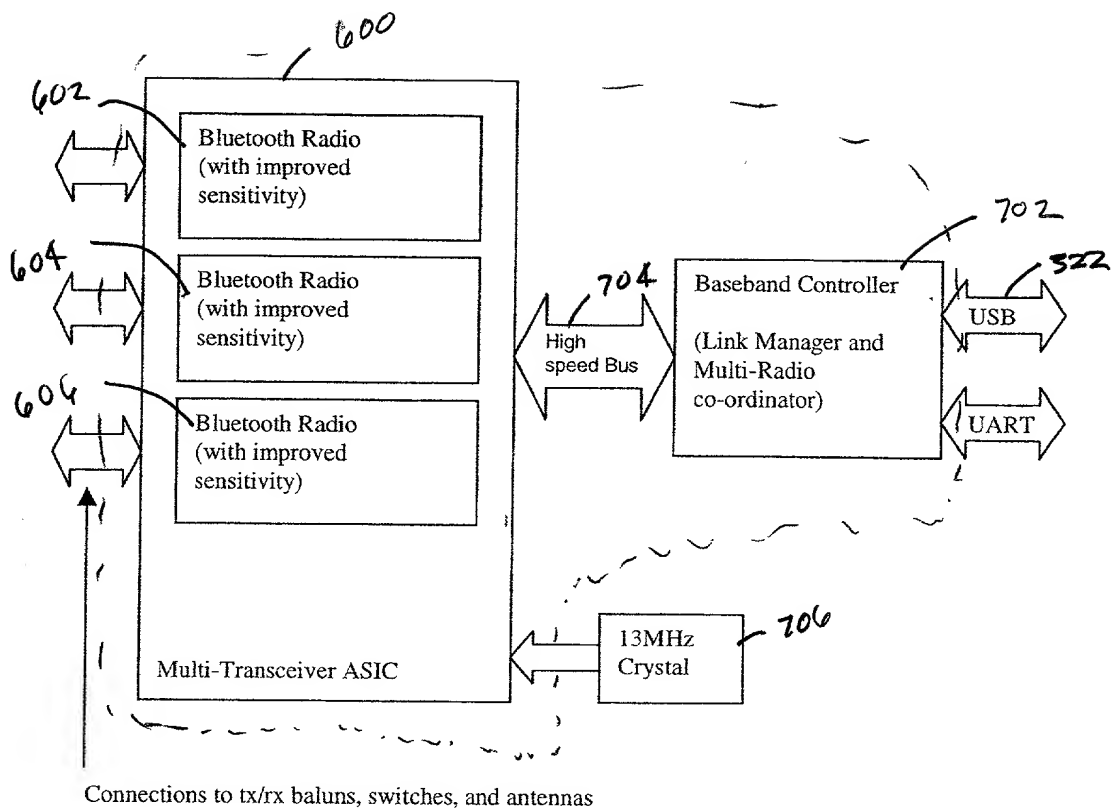 600
602
Bluetooth Radio
(with improved
sensitivity)
604
Bluetooth Radio
(with improved
sensitivity)
606
Bluetooth Radio
(with improved
sensitivity)
Multi-Transceiver ASIC
704
High
speed Bus
702
Baseband Controller
(Link Manager and
Multi-Radio
co-ordinator)
322
USB
UART
706
13MHz
Crystal
Connections to tx/rx baluns, switches, and antennas